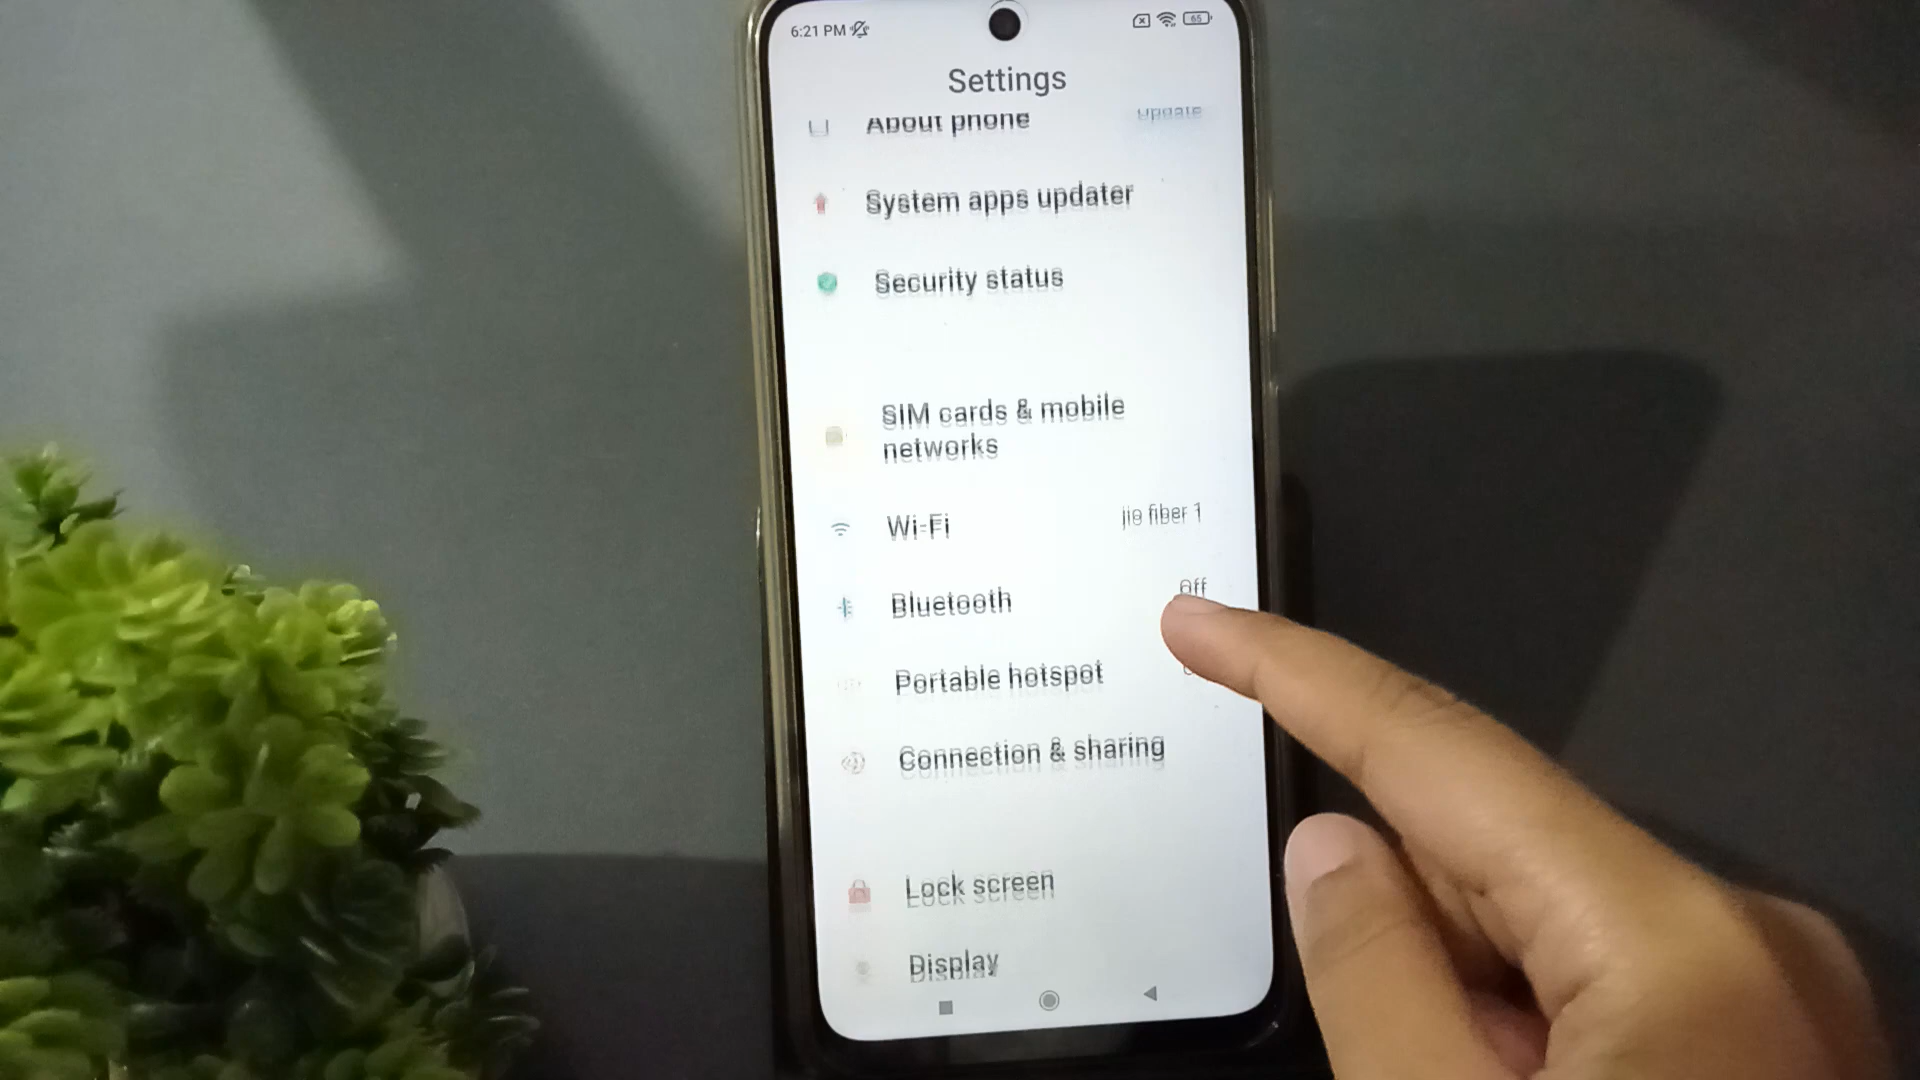 6:21 PM
65
Settings
About phone
Update
System apps updater
Security status
SIM cards & mobile
networks
Wi-Fi
jio fiber 1
Bluetooth
Off
Portable hotspot
Connection & sharing
Lock screen
Display